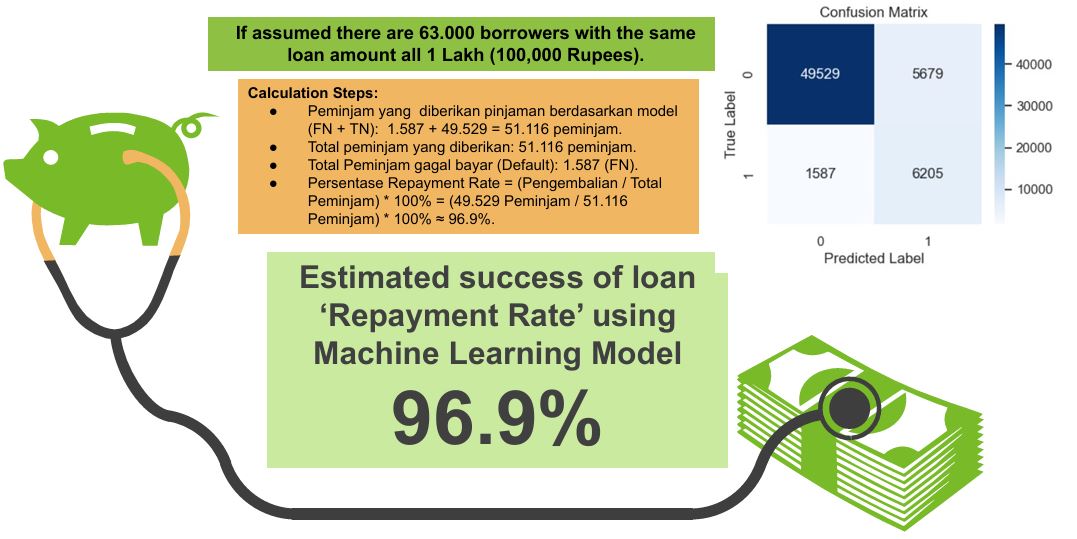 If assumed there are 63.000 borrowers with the same
loan amount all 1 Lakh (100,000 Rupees).
Calculation Steps:
● Peminjam yang diberikan pinjaman berdasarkan model
(FN + TN): 1.587 + 49.529 = 51.116 peminjam.
● Total peminjam yang diberikan: 51.116 peminjam.
● Total Peminjam gagal bayar (Default): 1.587 (FN).
● Persentase Repayment Rate = (Pengembalian / Total
Peminjam) * 100% = (49.529 Peminjam / 51.116
Peminjam) * 100% ≈ 96.9%.
Estimated success of loan
‘Repayment Rate’ using
Machine Learning Model
96.9%
Confusion Matrix
True Label
0
49529
5679
1
1587
6205
0
1
Predicted Label
40000
30000
20000
10000